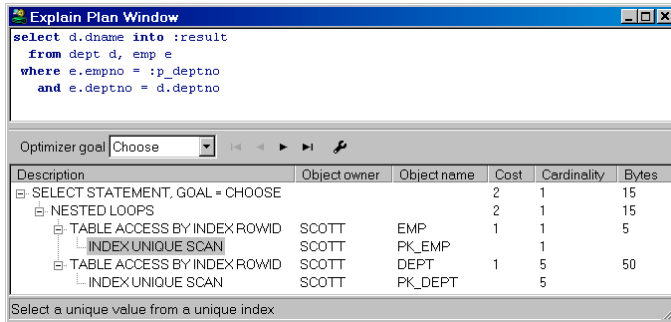 Explain Plan Window
select d.dname into :result
from dept d, emp e
where e.empno = :p_deptno
and e.deptno = d.deptno
Optimizer goal Choose
Description Object owner Object name Cost Cardinality Bytes
SELECT STATEMENT, GOAL = CHOOSE 2 1 15
NESTED LOOPS 2 1 15
TABLE ACCESS BY INDEX ROWID SCOTT EMP 1 1 5
INDEX UNIQUE SCAN SCOTT PK_EMP 1
TABLE ACCESS BY INDEX ROWID SCOTT DEPT 1 5 50
INDEX UNIQUE SCAN SCOTT PK_DEPT 5
Select a unique value from a unique index